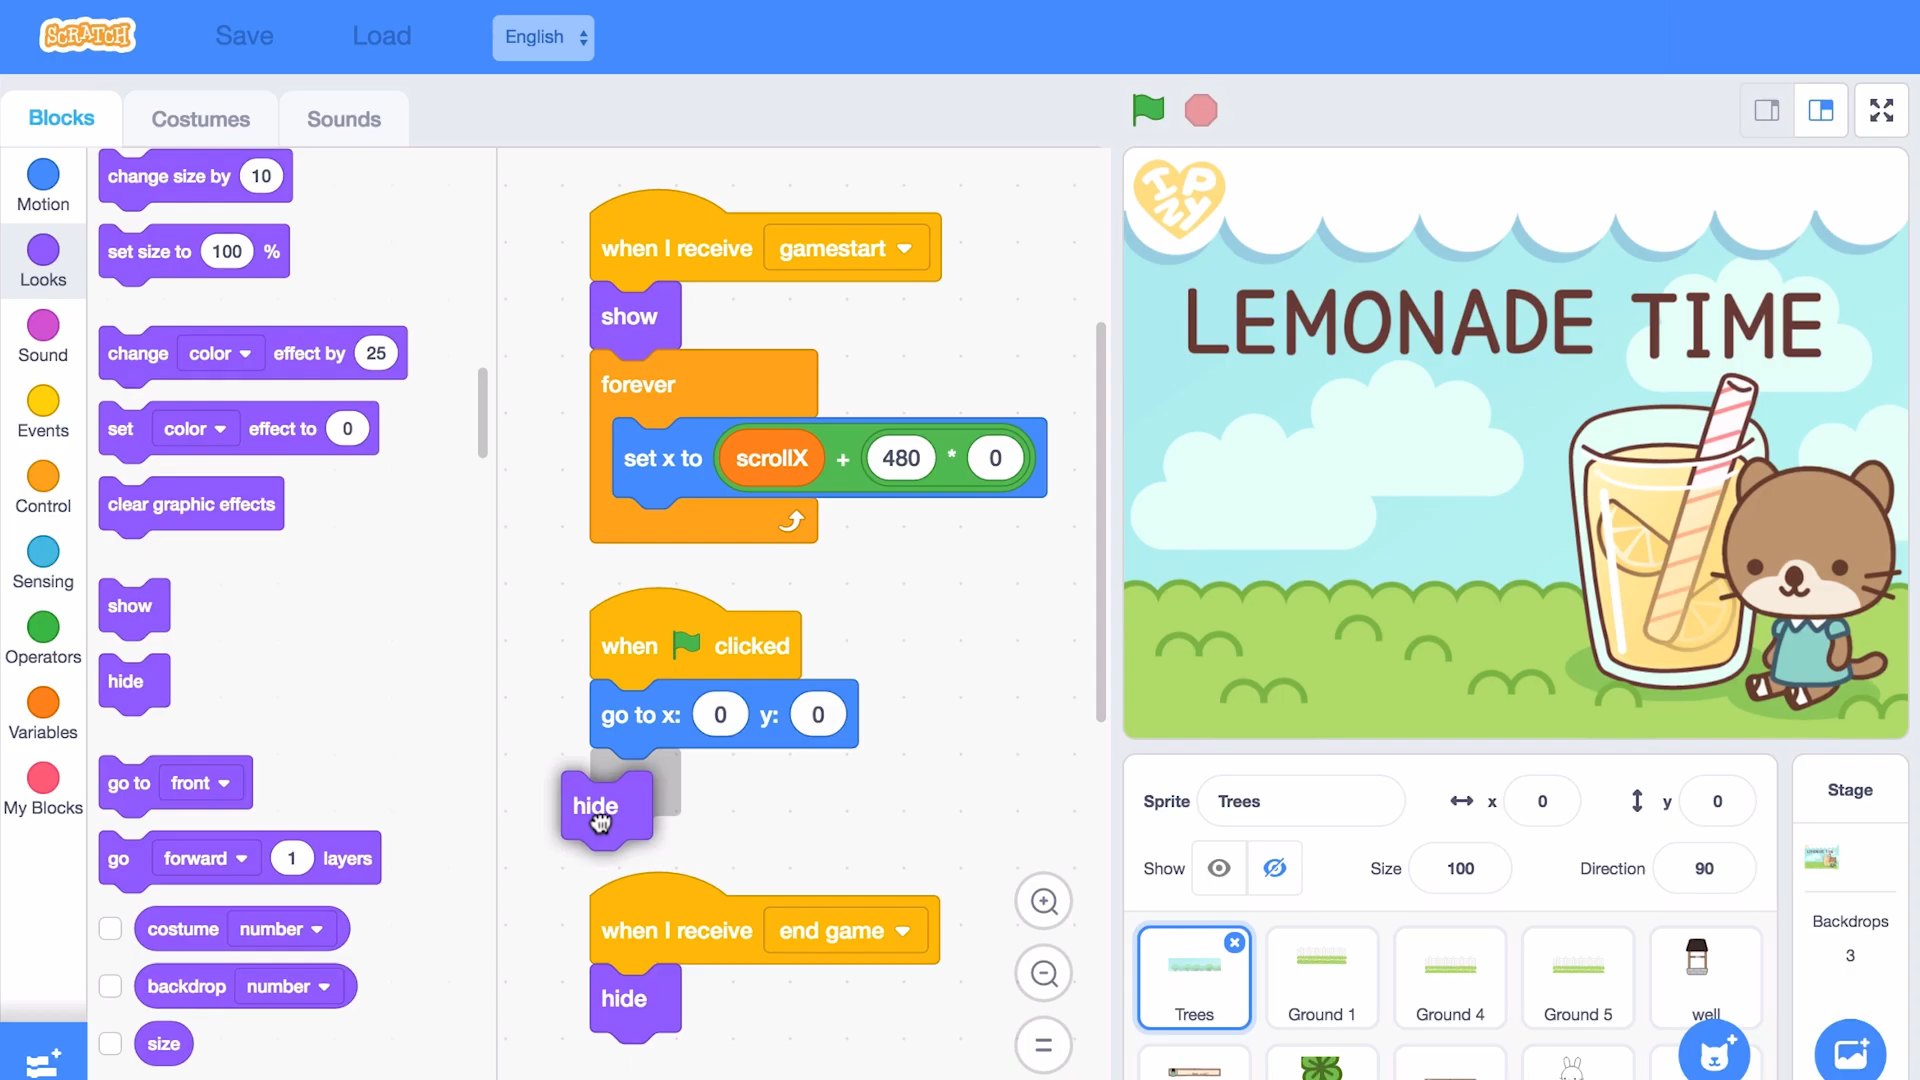 SCRATCH
Save
Load
English
Blocks
Costumes
Sounds
Motion
Looks
Sound
Events
Control
Sensing
Operators
Variables
My Blocks
change size by 10
set size to 100 %
change color effect by 25
set color effect to 0
clear graphic effects
show
hide
go to front
go forward 1 layers
costume number
backdrop number
size
when I receive gamestart
show
forever
set x to scrollX + 480 * 0
when clicked
go to x: 0 y: 0
hide
when I receive end game
hide
=
LEMONADE TIME
Sprite Trees x 0 y 0
Show Size 100 Direction 90
Trees
Ground 1
Ground 4
Ground 5
well
Stage
Backdrops
3